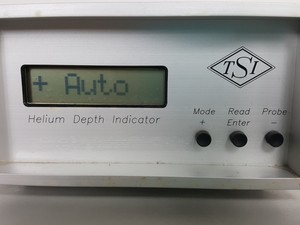 + Auto
TSI
Helium Depth Indicator
Mode Read Probe
+ Enter -